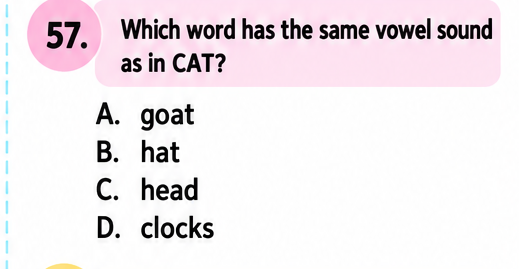 57. Which word has the same vowel sound
as in CAT?
A. goat
B. hat
C. head
D. clocks